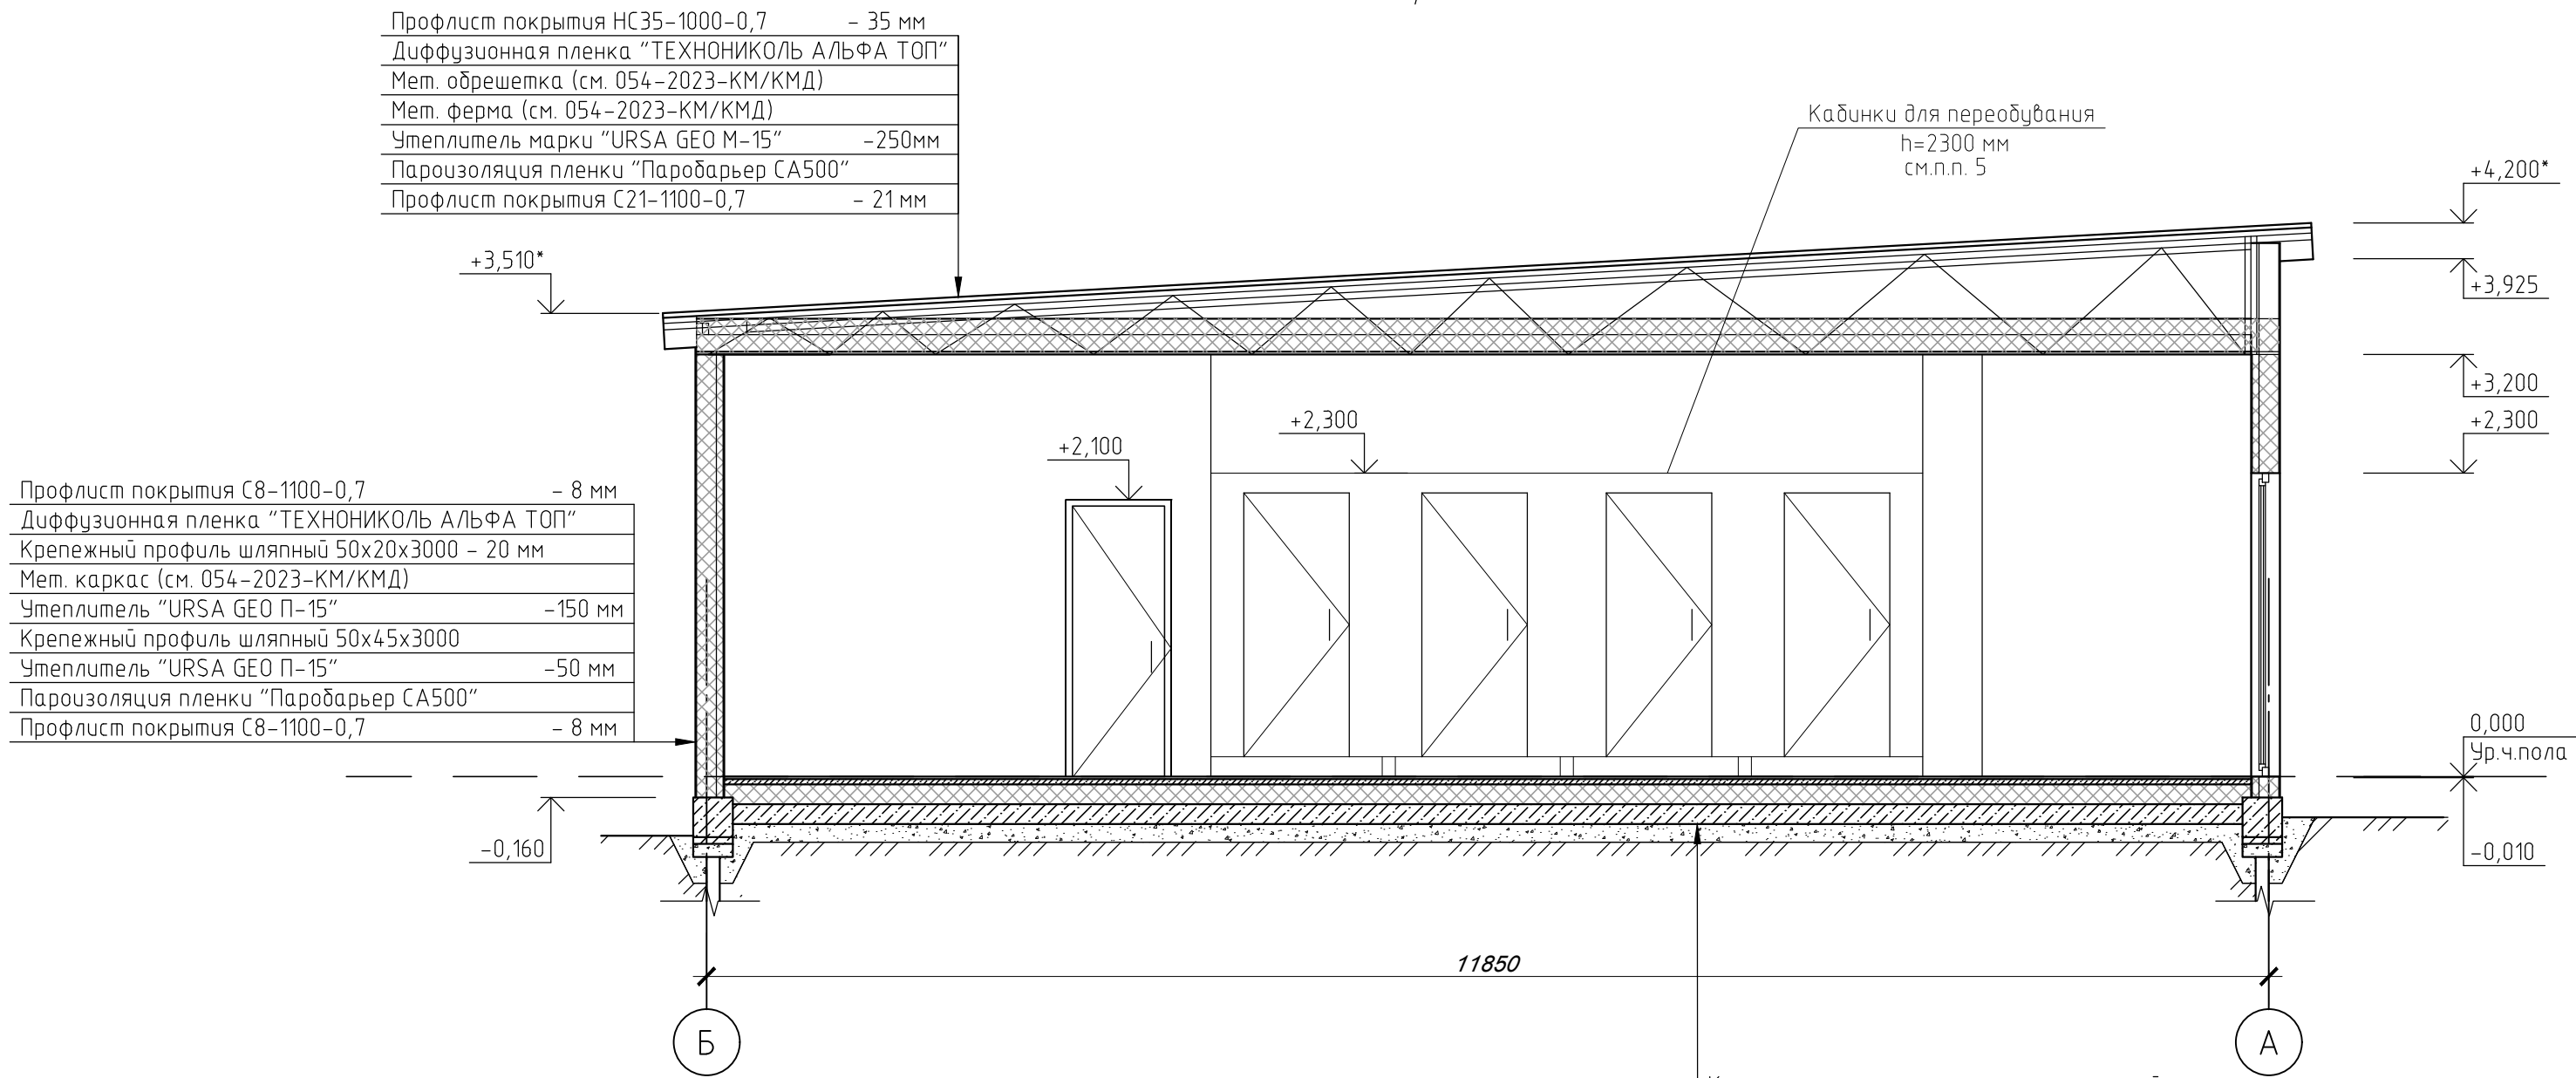 Профлист покрытия НС35-1000-0,7 - 35 мм
Диффузионная пленка "ТЕХНОНИКОЛЬ АЛЬФА ТОП"
Мет. обрешетка (см. 054-2023-КМ/КМД)
Мет. ферма (см. 054-2023-КМ/КМД)
Утеплитель марки "URSA GEO М-15" -250мм
Пароизоляция пленки "Паробарьер СА500"
Профлист покрытия С21-1100-0,7 - 21 мм
Кабинки для переобувания
h=2300 мм
см.п.п. 5
+4,200*
+3,510*
+3,925
+3,200
+2,300
+2,300
+2,100
Профлист покрытия С8-1100-0,7 - 8 мм
Диффузионная пленка "ТЕХНОНИКОЛЬ АЛЬФА ТОП"
Крепежный профиль шляпный 50х20х3000 - 20 мм
Мет. каркас (см. 054-2023-КМ/КМД)
Утеплитель "URSA GEO П-15" -150 мм
Крепежный профиль шляпный 50х45х3000
Утеплитель "URSA GEO П-15" -50 мм
Пароизоляция пленки "Паробарьер СА500"
Профлист покрытия С8-1100-0,7 - 8 мм
0,000
Ур.ч.пола
-0,160
-0,010
11850
Б
А